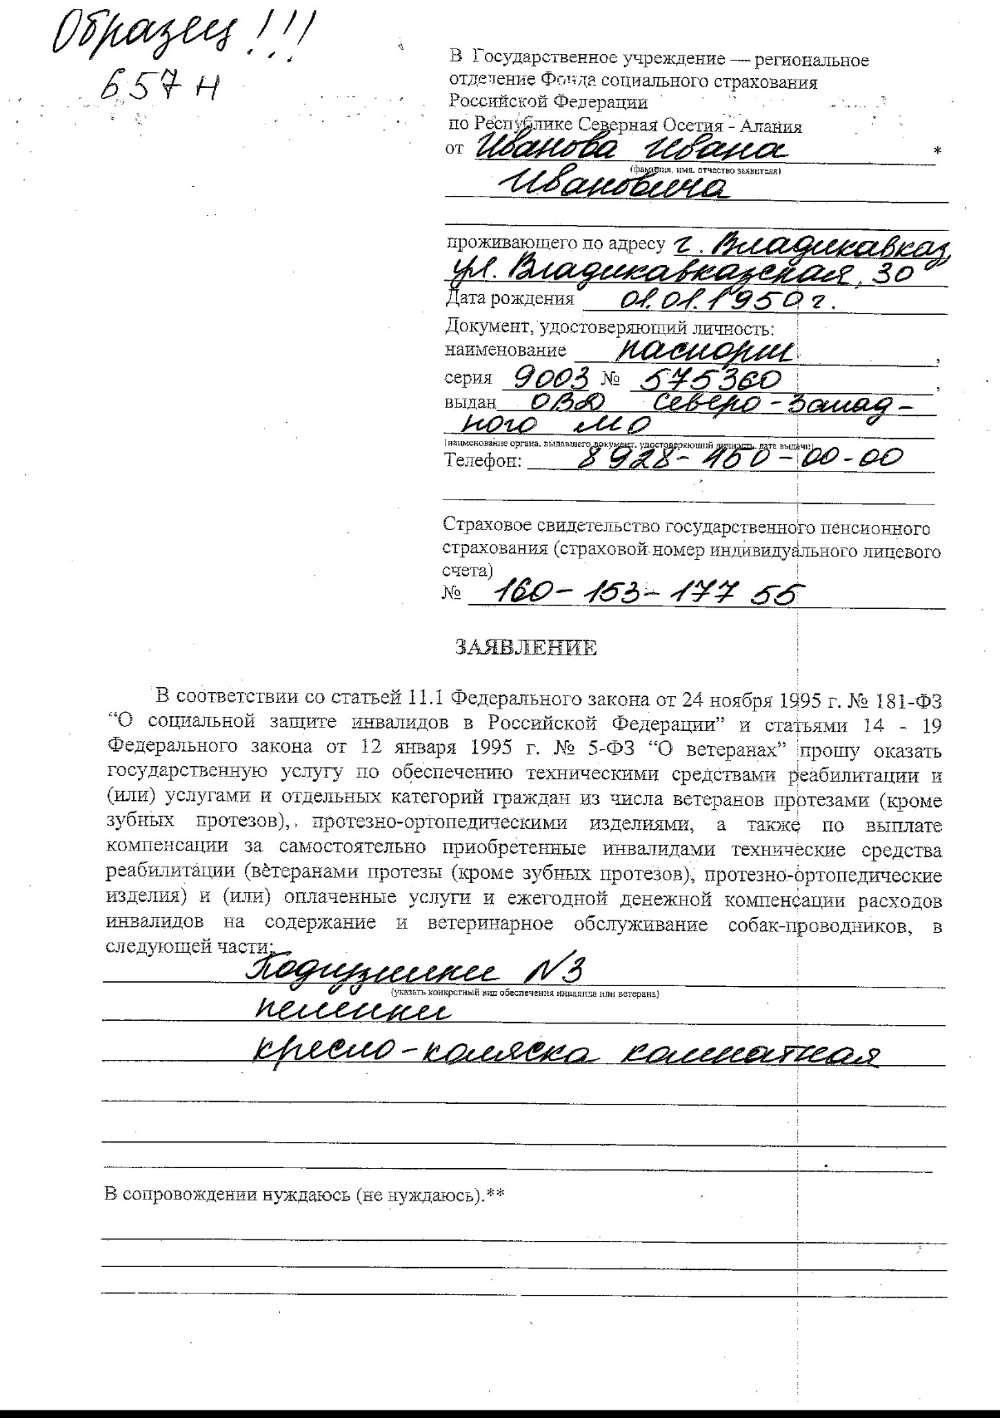 Образец!!!
657 н
В Государственное учреждение — региональное
отделение Фонда социального страхования
Российской Федерации
по Республике Северная Осетия - Алания
от Иванова Ивана *
(фамилия, имя, отчество заявителя)
Ивановича
проживающего по адресу г. Владикавказ,
ул. Владикавказская, 30
Дата рождения 01.01.1950 г.
Документ, удостоверяющий личность:
наименование паспорт ,
серия 9003 № 575360 ,
выдан ОВД Северо-Запад-
ного МО
(наименование органа, выдавшего документ, удостоверяющий личность, дата выдачи)
Телефон: 8928-450-00-00
Страховое свидетельство государственного пенсионного
страхования (страховой номер индивидуального лицевого
счета)
№ 160-153-177 55
ЗАЯВЛЕНИЕ
В соответствии со статьей 11.1 Федерального закона от 24 ноября 1995 г. № 181-ФЗ
“О социальной защите инвалидов в Российской Федерации” и статьями 14 - 19
Федерального закона от 12 января 1995 г. № 5-ФЗ “О ветеранах” прошу оказать
государственную услугу по обеспечению техническими средствами реабилитации и
(или) услугами и отдельных категорий граждан из числа ветеранов протезами (кроме
зубных протезов), протезно-ортопедическими изделиями, а также по выплате
компенсации за самостоятельно приобретенные инвалидами технические средства
реабилитации (ветеранами протезы (кроме зубных протезов), протезно-ортопедические
изделия) и (или) оплаченные услуги и ежегодной денежной компенсации расходов
инвалидов на содержание и ветеринарное обслуживание собак-проводников, в
следующей части:
Подгузники N3
(указать конкретный вид обеспечения инвалида или ветерана)
пеленки
кресло-коляска комнатная
В сопровождении нуждаюсь (не нуждаюсь).**